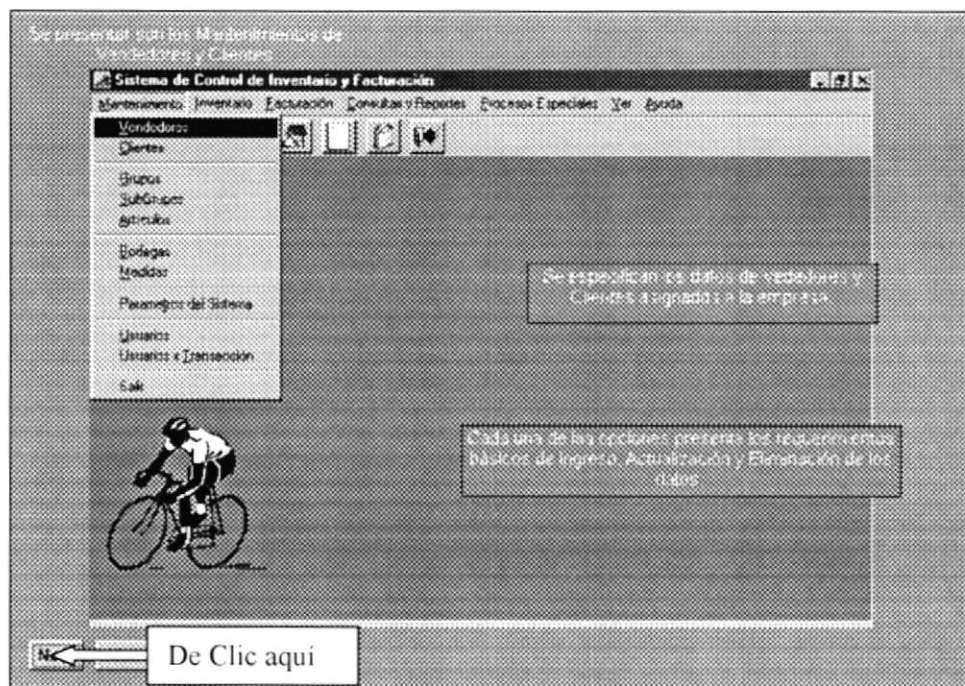 Se presentar son los Mantenimientos de
Vendedores y Clientes
Sistema de Control de Inventario y Facturación
Mantenimiento Inventario Facturación Consultas y Reportes Procesos Especiales Ver Ayuda
Vendedores
Clientes
Grupos
SubGrupos
Artículos
Bodegas
Medidas
Parametros del Sistema
Usuarios
Usuarios x Transacción
Salir
Se especifican los datos de vededores y
Clientes asignados a la empresa
Cada una de las opciones presenta los requerimientos
básicos de Ingreso, Actualización y Eliminación de los
datos
De Clic aquí